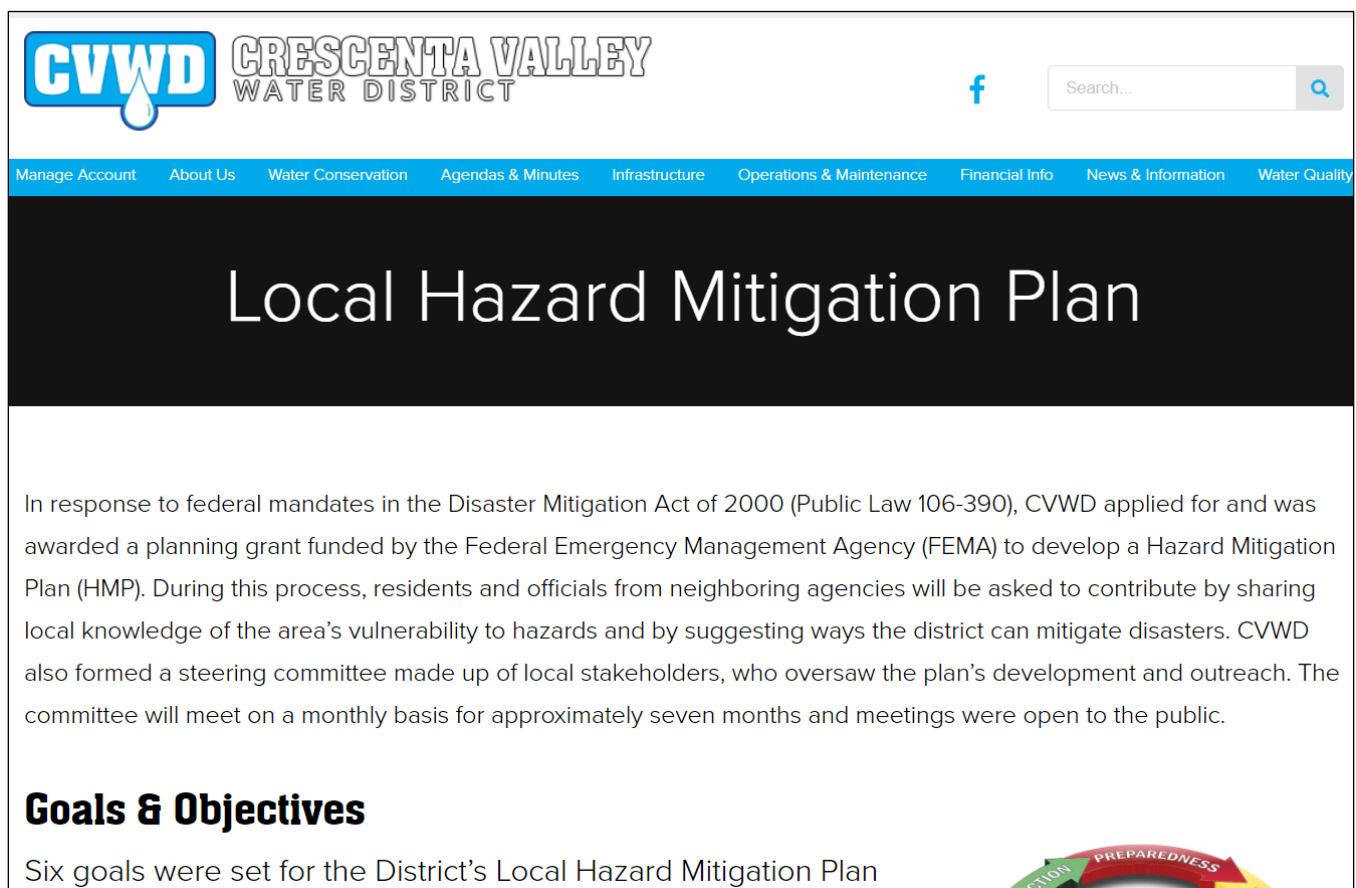 CVWD
CRESCENTA VALLEY
WATER DISTRICT
f
Search...
Manage Account About Us Water Conservation Agendas & Minutes Infrastructure Operations & Maintenance Financial Info News & Information Water Quality
Local Hazard Mitigation Plan
In response to federal mandates in the Disaster Mitigation Act of 2000 (Public Law 106-390), CVWD applied for and was
awarded a planning grant funded by the Federal Emergency Management Agency (FEMA) to develop a Hazard Mitigation
Plan (HMP). During this process, residents and officials from neighboring agencies will be asked to contribute by sharing
local knowledge of the area's vulnerability to hazards and by suggesting ways the district can mitigate disasters. CVWD
also formed a steering committee made up of local stakeholders, who oversaw the plan's development and outreach. The
committee will meet on a monthly basis for approximately seven months and meetings were open to the public.
Goals & Objectives
Six goals were set for the District's Local Hazard Mitigation Plan
PREPAREDNESS